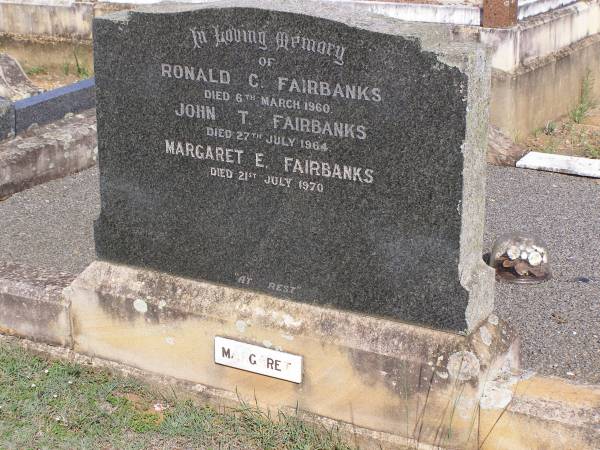 In Loving Memory
OF
RONALD C. FAIRBANKS
DIED 6TH MARCH 1960
JOHN T. FAIRBANKS
DIED 27TH JULY 1964
MARGARET E. FAIRBANKS
DIED 21ST JULY 1970
"AT REST"
MARGARET